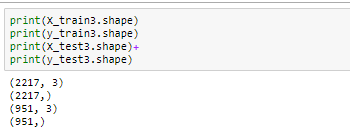 print(X_train3.shape)
print(y_train3.shape)
print(X_test3.shape)+
print(y_test3.shape)
(2217, 3)
(2217,)
(951, 3)
(951,)